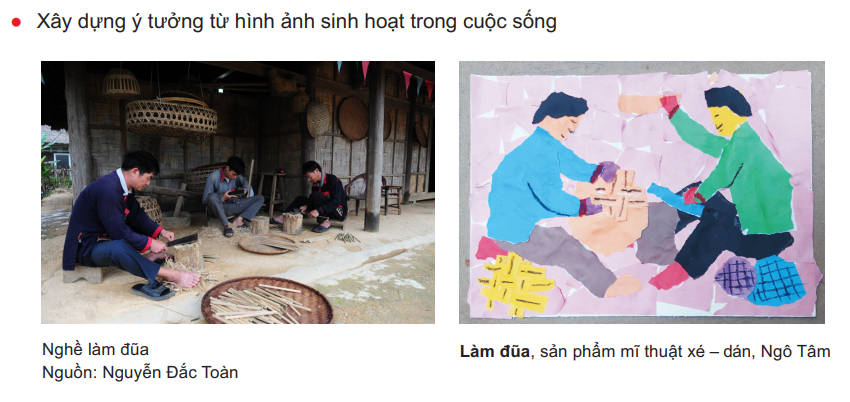 Xây dựng ý tưởng từ hình ảnh sinh hoạt trong cuộc sống
Nghề làm đũa
Nguồn: Nguyễn Đắc Toàn
Làm đũa, sản phẩm mĩ thuật xé – dán, Ngô Tâm